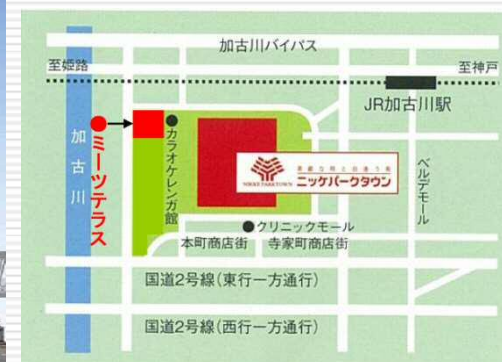 加古川バイパス
至姫路
至神戸
JR加古川駅
加古川
ミーツテラス
カラオケレンガ館
NIKKE PARKTOWN
ニッケパークタウン
ベルデモール
クリニックモール
本町商店街
寺家町商店街
国道2号線(東行一方通行)
国道2号線(西行一方通行)